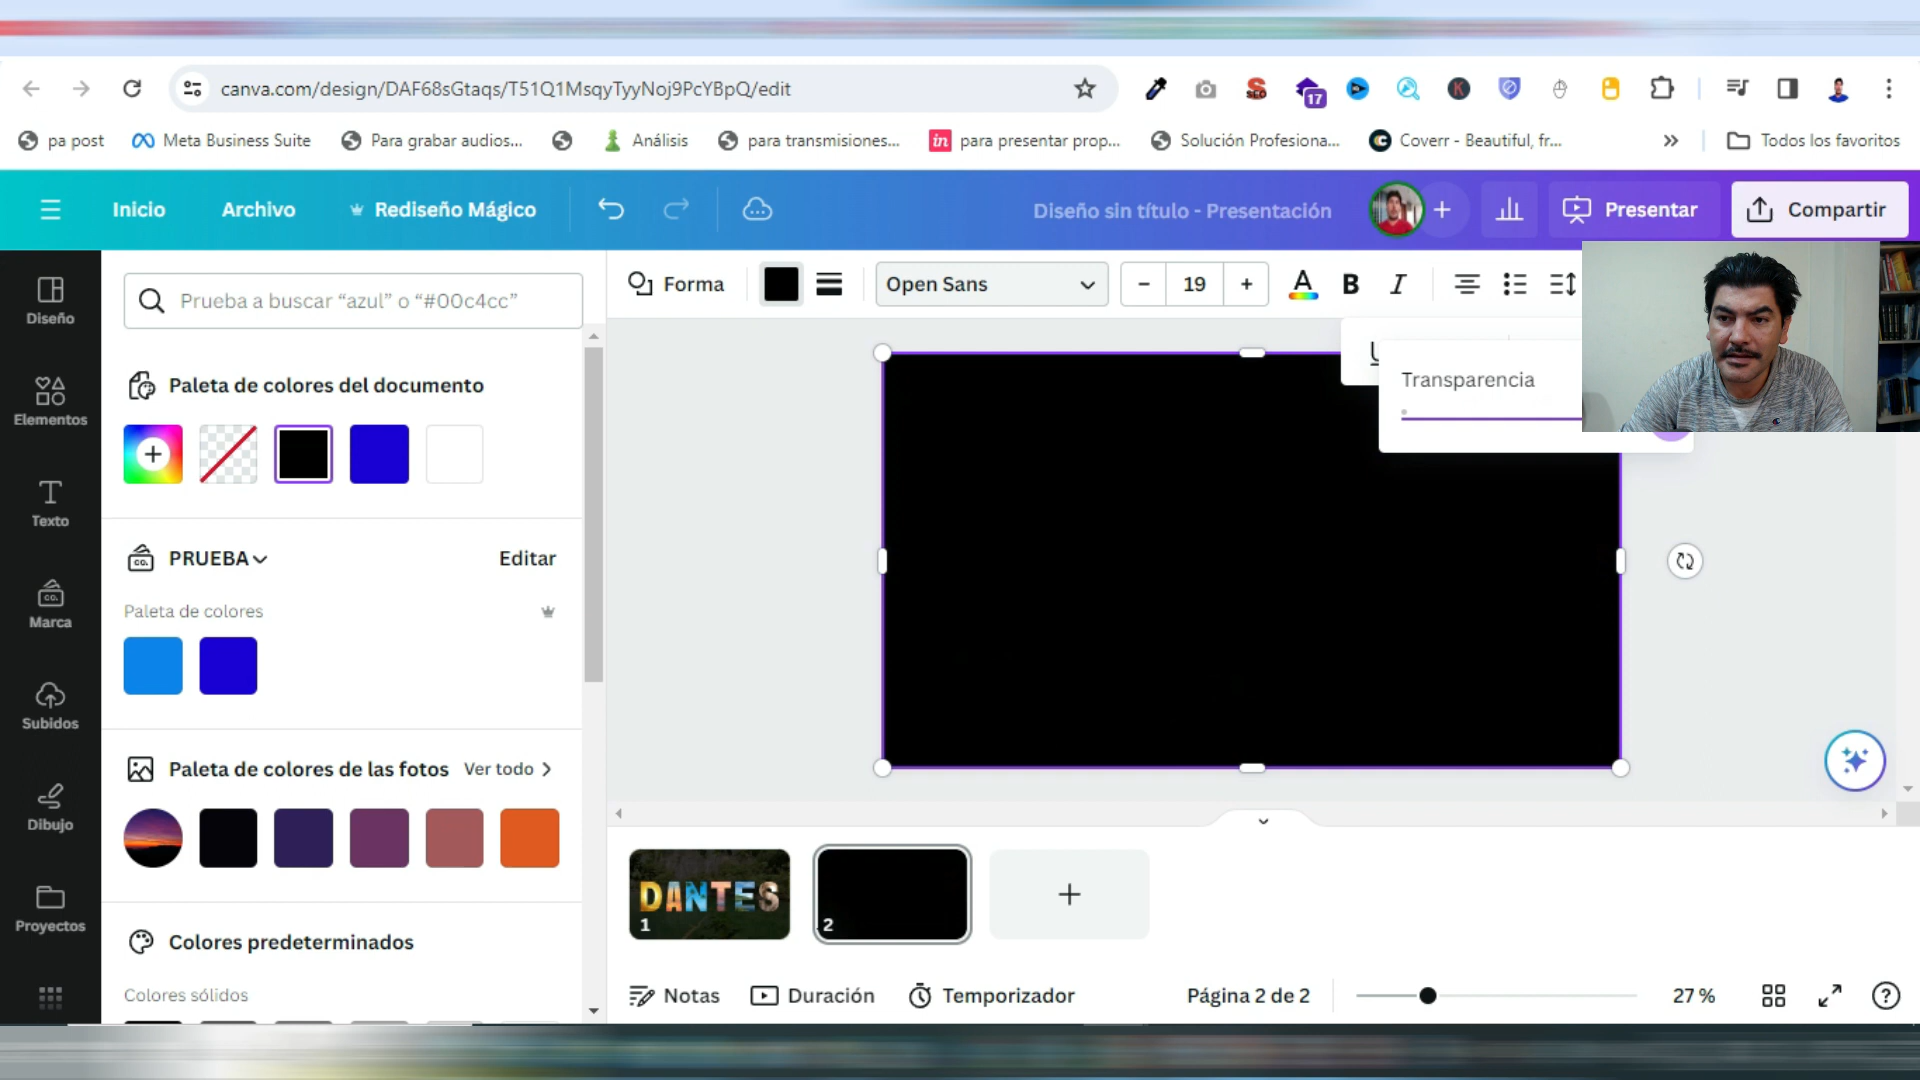 canva.com/design/DAF68sGtaqs/T51Q1MsqyTyyNoj9PcYBpQ/edit
SEO
17
K
pa post
Meta Business Suite
Para grabar audios...
Análisis
para transmisiones...
in
para presentar prop...
Solución Profesiona...
C
Coverr - Beautiful, fr...
Todos los favoritos
Inicio
Archivo
Rediseño Mágico
Diseño sin título - Presentación
Presentar
Compartir
Diseño
Elementos
Texto
Marca
Subidos
Dibujo
Proyectos
Prueba a buscar “azul” o “#00c4cc”
Paleta de colores del documento
CO.
PRUEBA
Editar
Paleta de colores
Paleta de colores de las fotos
Ver todo
Colores predeterminados
Colores sólidos
Forma
Open Sans
19
A
B
I
Transparencia
DANTES
1
2
Notas
Duración
Temporizador
Página 2 de 2
27 %